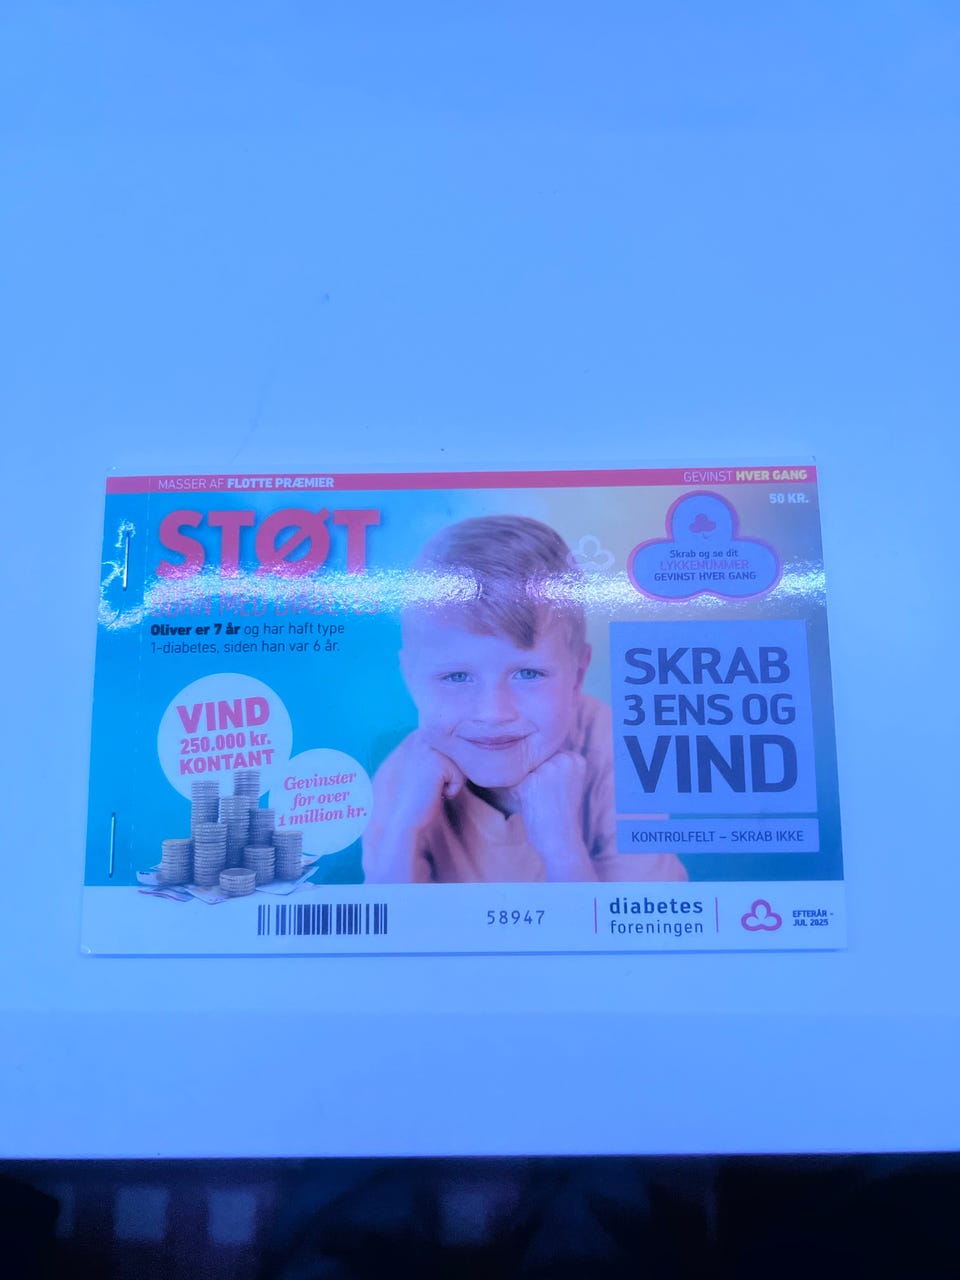 MASSER AF FLOTTE PRÆMIER
GEVINST HVER GANG
50 KR.
STØT
BØRN MED DIABETES
Oliver er 7 år og har haft type
1-diabetes, siden han var 6 år.
VIND
250.000 kr.
KONTANT
Gevinster
for over
1 million kr.
Skrab og se dit
LYKKENUMMER
GEVINST HVER GANG
SKRAB
3 ENS OG
VIND
KONTROLFELT – SKRAB IKKE
58947
diabetes
foreningen
EFTERÅR -
JUL 2025